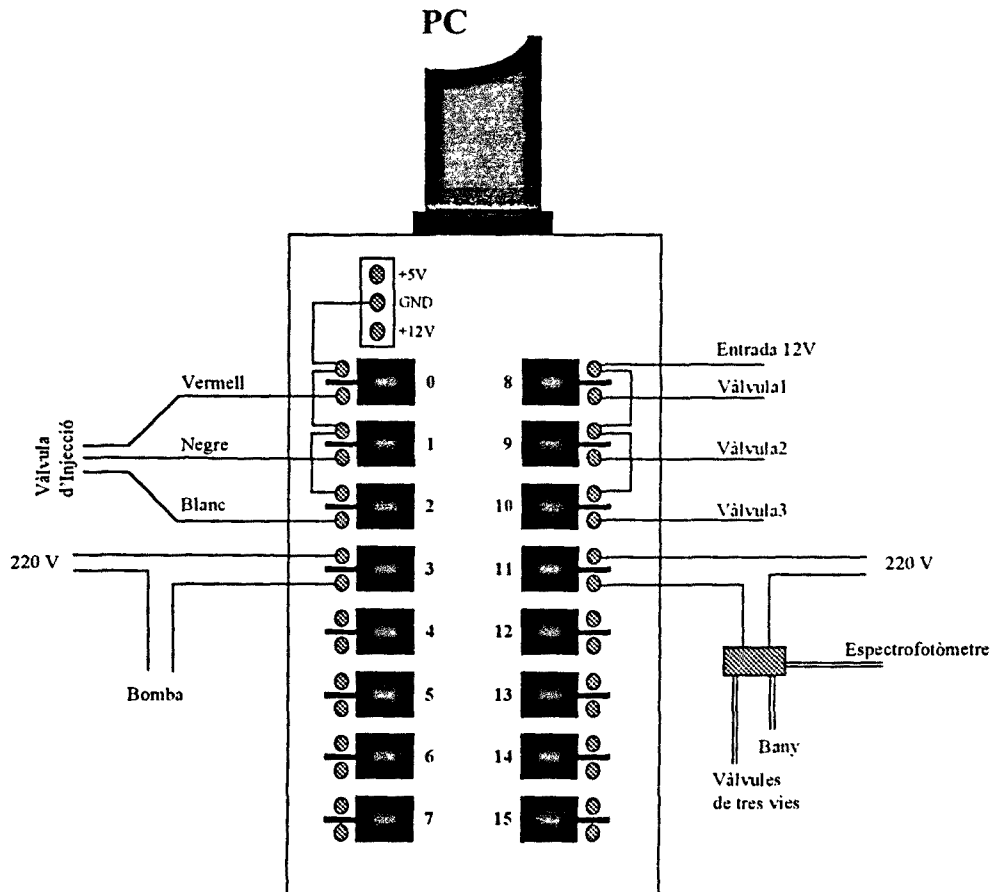 PC
+5V
GND
+12V
Vermell
0
8
Entrada 12V
Vàlvula1
Vàlvula
d'Injecció
Negre
1
9
Vàlvula2
Blanc
2
10
Vàlvula3
220 V
3
11
220 V
4
12
Espectrofotòmetre
Bomba
5
13
Bany
6
14
Vàlvules
de tres vies
7
15